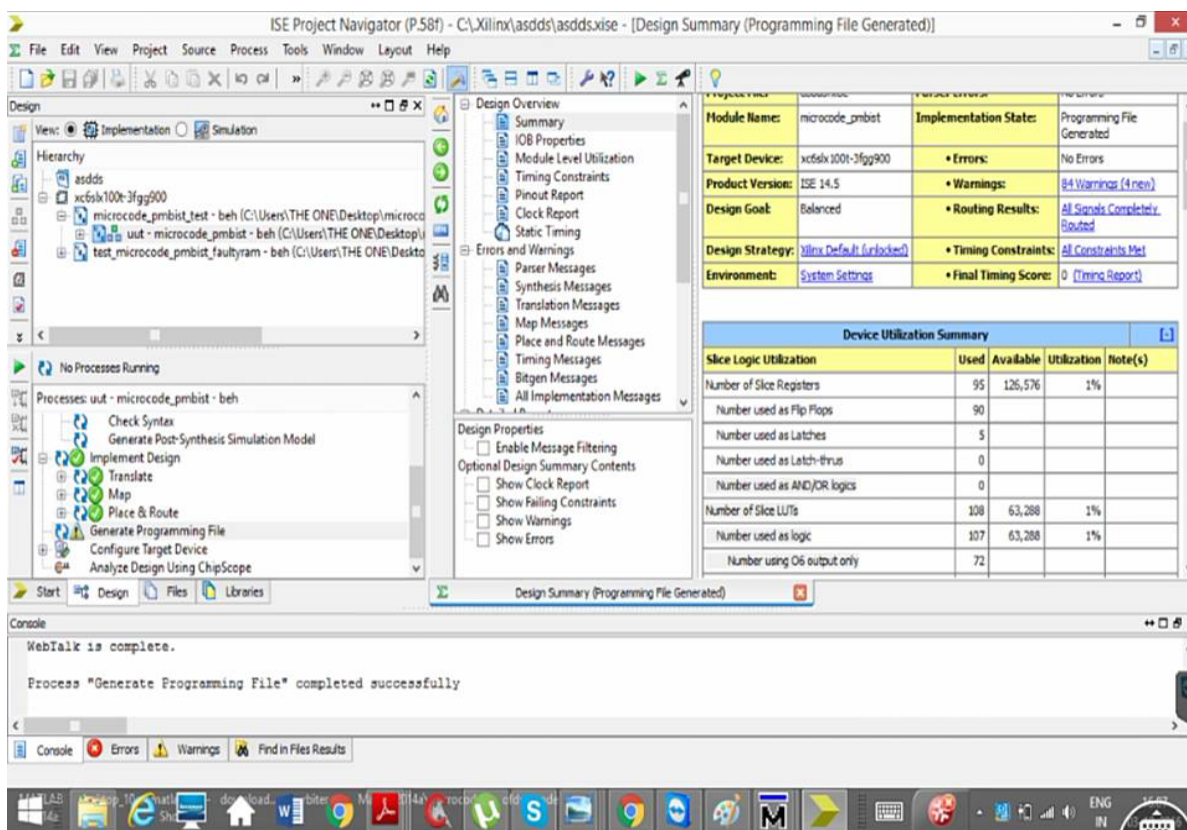 ISE Project Navigator (P.58f) - C:\.Xilinx\asdds\asdds.xise - [Design Summary (Programming File Generated)]
File Edit View Project Source Process Tools Window Layout Help
Design
View: Implementation Simulation
Hierarchy
asdds
xc6slx100t-3fgg900
microcode_pmbist_test - beh (C:\Users\THE ONE\Desktop\microco
uut - microcode_pmbist - beh (C:\Users\THE ONE\Desktop\
test_microcode_pmbist_faultyram - beh (C:\Users\THE ONE\Deskto
No Processes Running
Processes: uut - microcode_pmbist - beh
Check Syntax
Generate Post-Synthesis Simulation Model
Implement Design
Translate
Map
Place & Route
Generate Programming File
Configure Target Device
Analyze Design Using ChipScope
Start Design Files Libraries
Design Overview
Summary
IOB Properties
Module Level Utilization
Timing Constraints
Pinout Report
Clock Report
Static Timing
Errors and Warnings
Parser Messages
Synthesis Messages
Translation Messages
Map Messages
Place and Route Messages
Timing Messages
Bitgen Messages
All Implementation Messages
Design Properties
Enable Message Filtering
Optional Design Summary Contents
Show Clock Report
Show Failing Constraints
Show Warnings
Show Errors
Module Name: microcode_pmbist Implementation State: Programming File Generated
Target Device: xc6slx100t-3fgg900 • Errors: No Errors
Product Version: ISE 14.5 • Warnings: 84 Warnings (4 new)
Design Goal: Balanced • Routing Results: All Signals Completely Routed
Design Strategy: Xilinx Default (unlocked) • Timing Constraints: All Constraints Met
Environment: System Settings • Final Timing Score: 0 (Timing Report)
Device Utilization Summary [-]
Slice Logic Utilization Used Available Utilization Note(s)
Number of Slice Registers 95 126,576 1%
Number used as Flip Flops 90
Number used as Latches 5
Number used as Latch-thrus 0
Number used as AND/OR logics 0
Number of Slice LUTs 108 63,288 1%
Number used as logic 107 63,288 1%
Number using O6 output only 72
Design Summary (Programming File Generated)
Console
WebTalk is complete.
Process "Generate Programming File" completed successfully
Console Errors Warnings Find in Files Results
ENG
IN